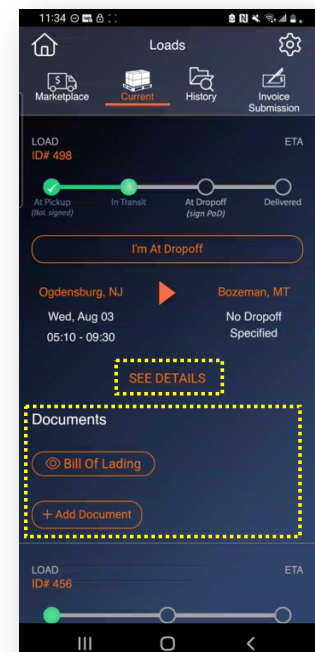 11:34
Loads
Marketplace
Current
History
Invoice
Submission
LOAD
ETA
ID# 498
At Pickup
(BoL signed)
In Transit
At Dropoff
(sign PoD)
Delivered
I'm At Dropoff
Ogdensburg, NJ
Bozeman, MT
Wed, Aug 03
05:10 - 09:30
No Dropoff
Specified
SEE DETAILS
Documents
Bill Of Lading
+ Add Document
LOAD
ETA
ID# 456